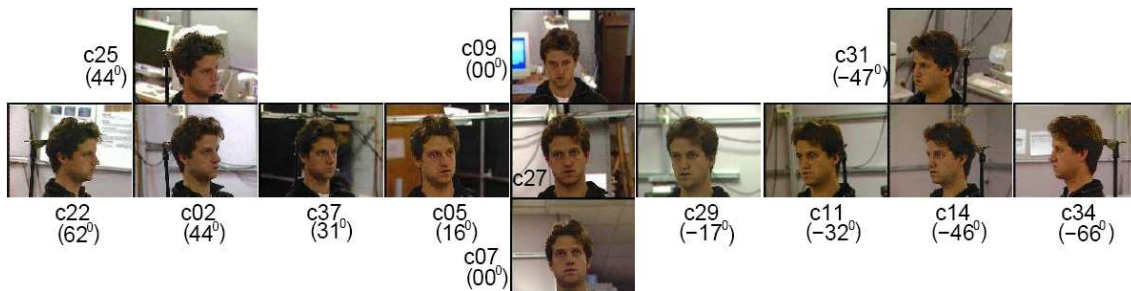 c25
(44⁰)
c09
(00⁰)
c31
(−47⁰)
c27
c22
(62⁰)
c02
(44⁰)
c37
(31⁰)
c05
(16⁰)
c29
(−17⁰)
c11
(−32⁰)
c14
(−46⁰)
c34
(−66⁰)
c07
(00⁰)